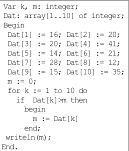 Var k, m: integer;
Dat: array[1..10] of integer;
Begin
Dat[1] := 16; Dat[2] := 20;
Dat[3] := 20; Dat[4] := 41;
Dat[5] := 14; Dat[6] := 21;
Dat[7] := 28; Dat[8] := 12;
Dat[9] := 15; Dat[10] := 35;
m := 0;
for k := 1 to 10 do
if Dat[k]>m then
begin
m := Dat[k]
end;
writeln(m);
End.